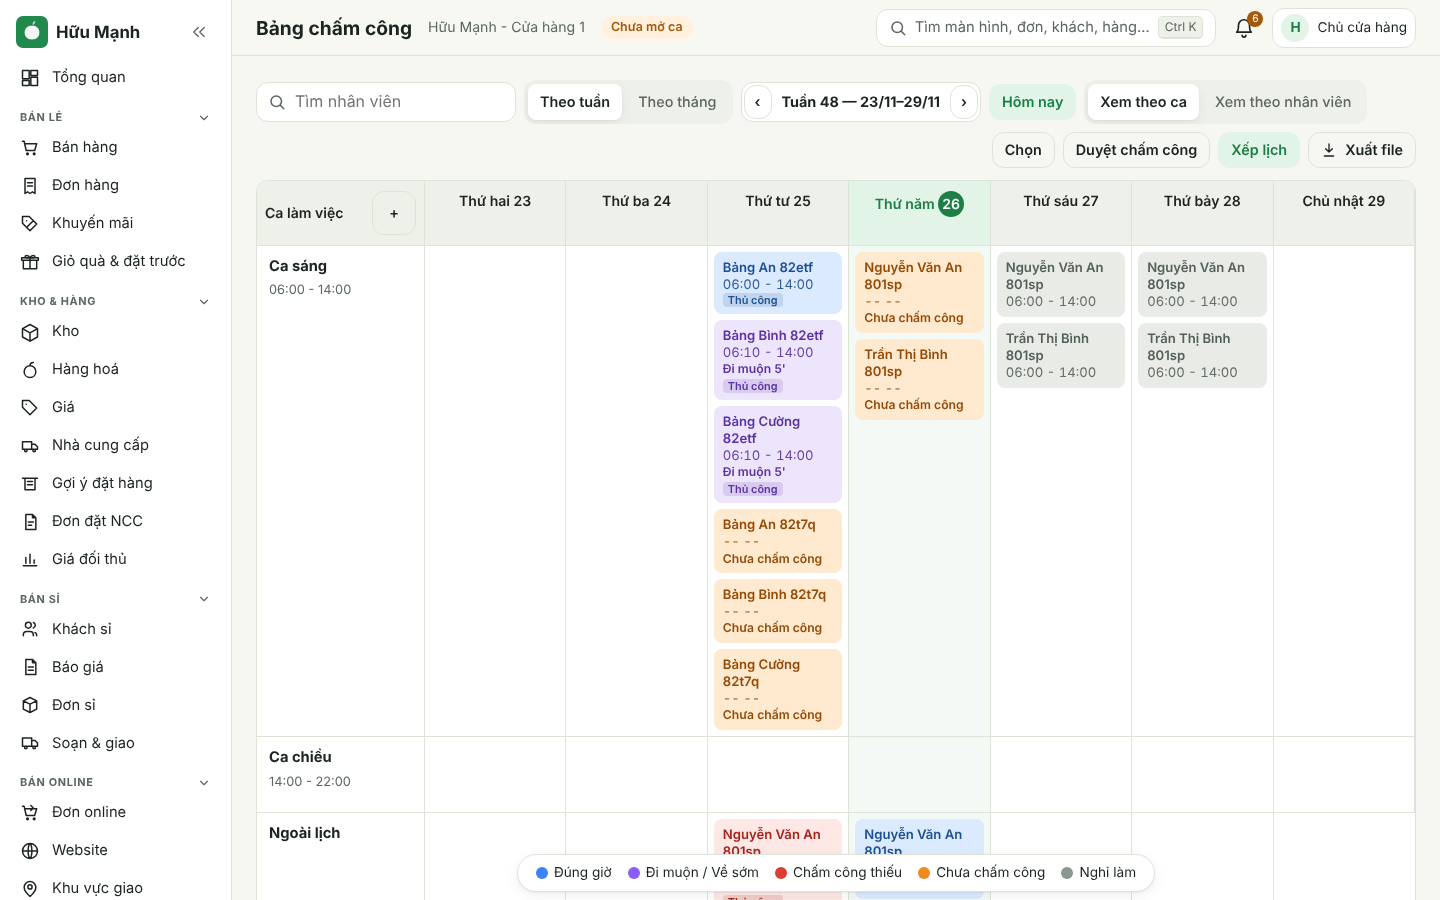 Hữu Mạnh
Bảng chấm công
Hữu Mạnh - Cửa hàng 1
Chưa mở ca
Tìm màn hình, đơn, khách, hàng...
Ctrl K
6
H
Chủ cửa hàng
Tổng quan
BÁN LẺ
Bán hàng
Đơn hàng
Khuyến mãi
Giỏ quà & đặt trước
KHO & HÀNG
Kho
Hàng hoá
Giá
Nhà cung cấp
Gợi ý đặt hàng
Đơn đặt NCC
Giá đối thủ
BÁN SỈ
Khách sỉ
Báo giá
Đơn sỉ
Soạn & giao
BÁN ONLINE
Đơn online
Website
Khu vực giao
Tìm nhân viên
Theo tuần
Theo tháng
‹
Tuần 48 — 23/11–29/11
›
Hôm nay
Xem theo ca
Xem theo nhân viên
Chọn
Duyệt chấm công
Xếp lịch
Xuất file
Ca làm việc
+
Thứ hai 23
Thứ ba 24
Thứ tư 25
Thứ năm 26
Thứ sáu 27
Thứ bảy 28
Chủ nhật 29
Ca sáng
06:00 - 14:00
Bảng An 82etf
06:00 - 14:00
Thủ công
Bảng Bình 82etf
06:10 - 14:00
Đi muộn 5'
Thủ công
Bảng Cường
82etf
06:10 - 14:00
Đi muộn 5'
Thủ công
Bảng An 82t7q
-- --
Chưa chấm công
Bảng Bình 82t7q
-- --
Chưa chấm công
Bảng Cường
82t7q
-- --
Chưa chấm công
Nguyễn Văn An
801sp
-- --
Chưa chấm công
Trần Thị Bình
801sp
-- --
Chưa chấm công
Nguyễn Văn An
801sp
06:00 - 14:00
Trần Thị Bình
801sp
06:00 - 14:00
Nguyễn Văn An
801sp
06:00 - 14:00
Trần Thị Bình
801sp
06:00 - 14:00
Ca chiều
14:00 - 22:00
Ngoài lịch
Nguyễn Văn An
801sp
Nguyễn Văn An
801sp
Đúng giờ
Đi muộn / Về sớm
Chấm công thiếu
Chưa chấm công
Nghỉ làm